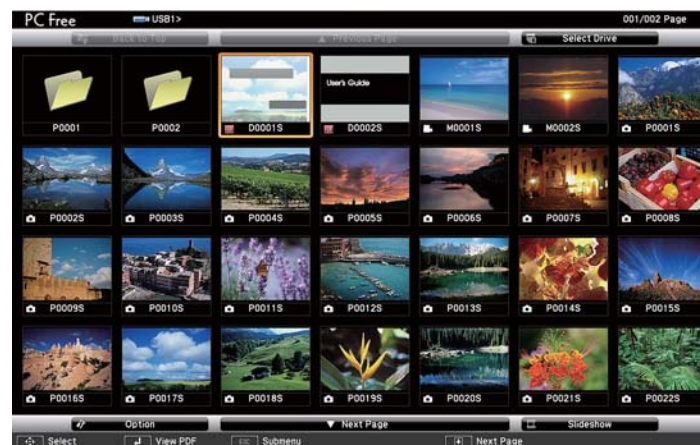 PC Free USB1> 001/002 Page
Back to Top ▲ Previous Page Select Drive
P0001 P0002 D0001S User's Guide D0002S M0001S M0002S P0001S
P0002S P0003S P0004S P0005S P0006S P0007S P0008S
P0009S P0010S P0011S P0012S P0013S P0014S P0015S
P0016S P0017S P0018S P0019S P0020S P0021S P0022S
Option ▼ Next Page Slideshow
Select View PDF Esc Submenu Next Page